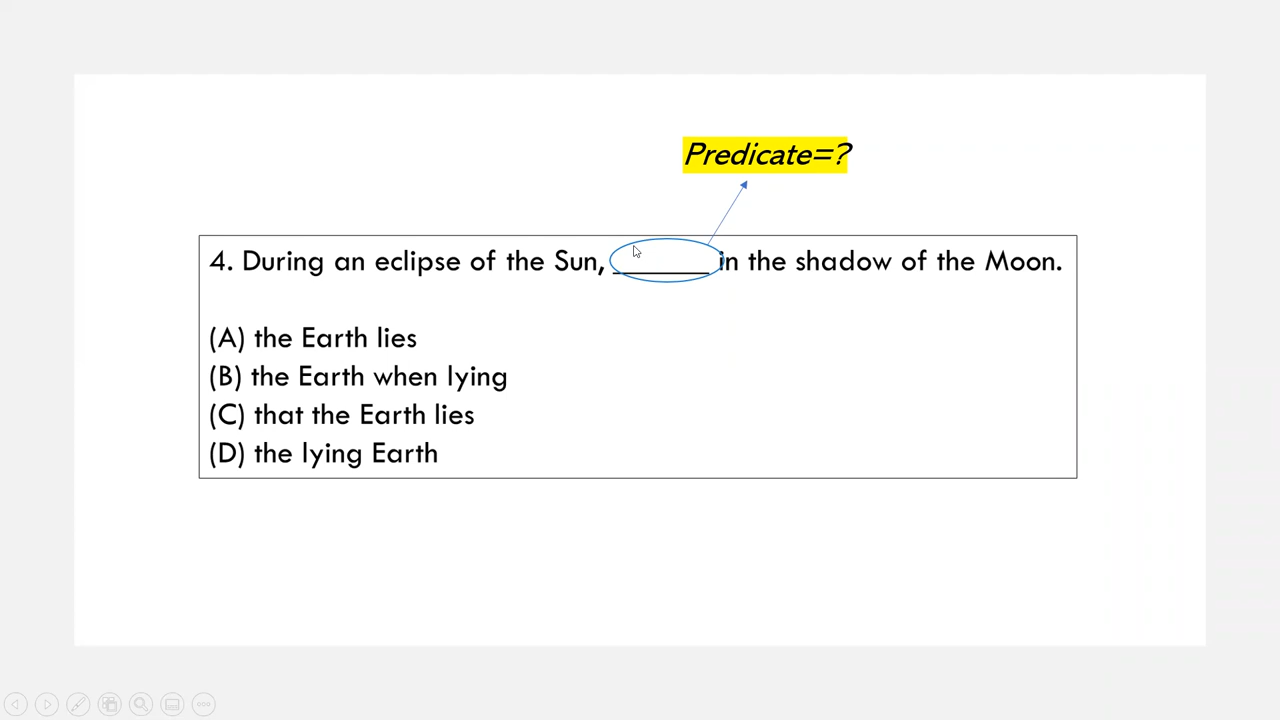 Predicate=?
4. During an eclipse of the Sun, _______ in the shadow of the Moon.
(A) the Earth lies
(B) the Earth when lying
(C) that the Earth lies
(D) the lying Earth